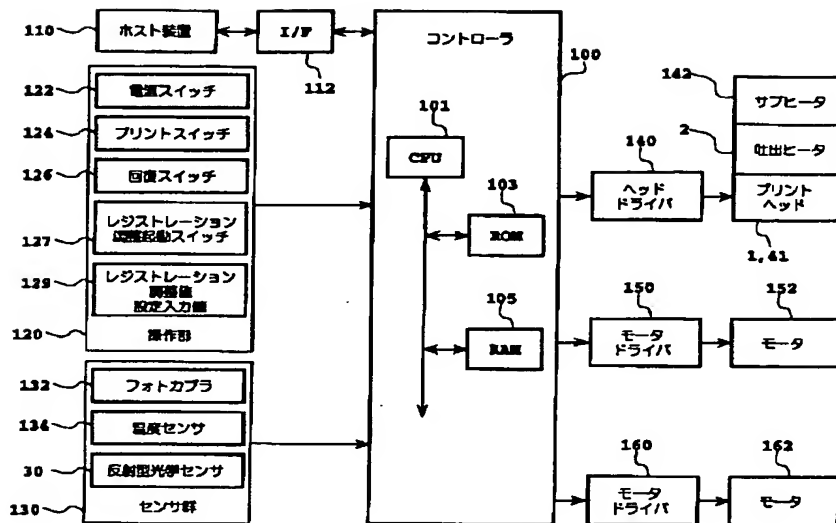 110
ホスト装置
I/F
112
コントローラ
100
122
電源スイッチ
124
プリントスイッチ
126
回復スイッチ
127
レジストレーション
調整起動スイッチ
129
レジストレーション
調整値
設定入力値
120
操作部
132
フォトカプラ
134
温度センサ
30
反射型光学センサ
130
センサ群
101
CPU
103
ROM
105
RAM
140
ヘッド
ドライバ
142
サブヒータ
2
吐出ヒータ
プリント
ヘッド
1,41
150
モータ
ドライバ
152
モータ
160
モータ
ドライバ
162
モータ